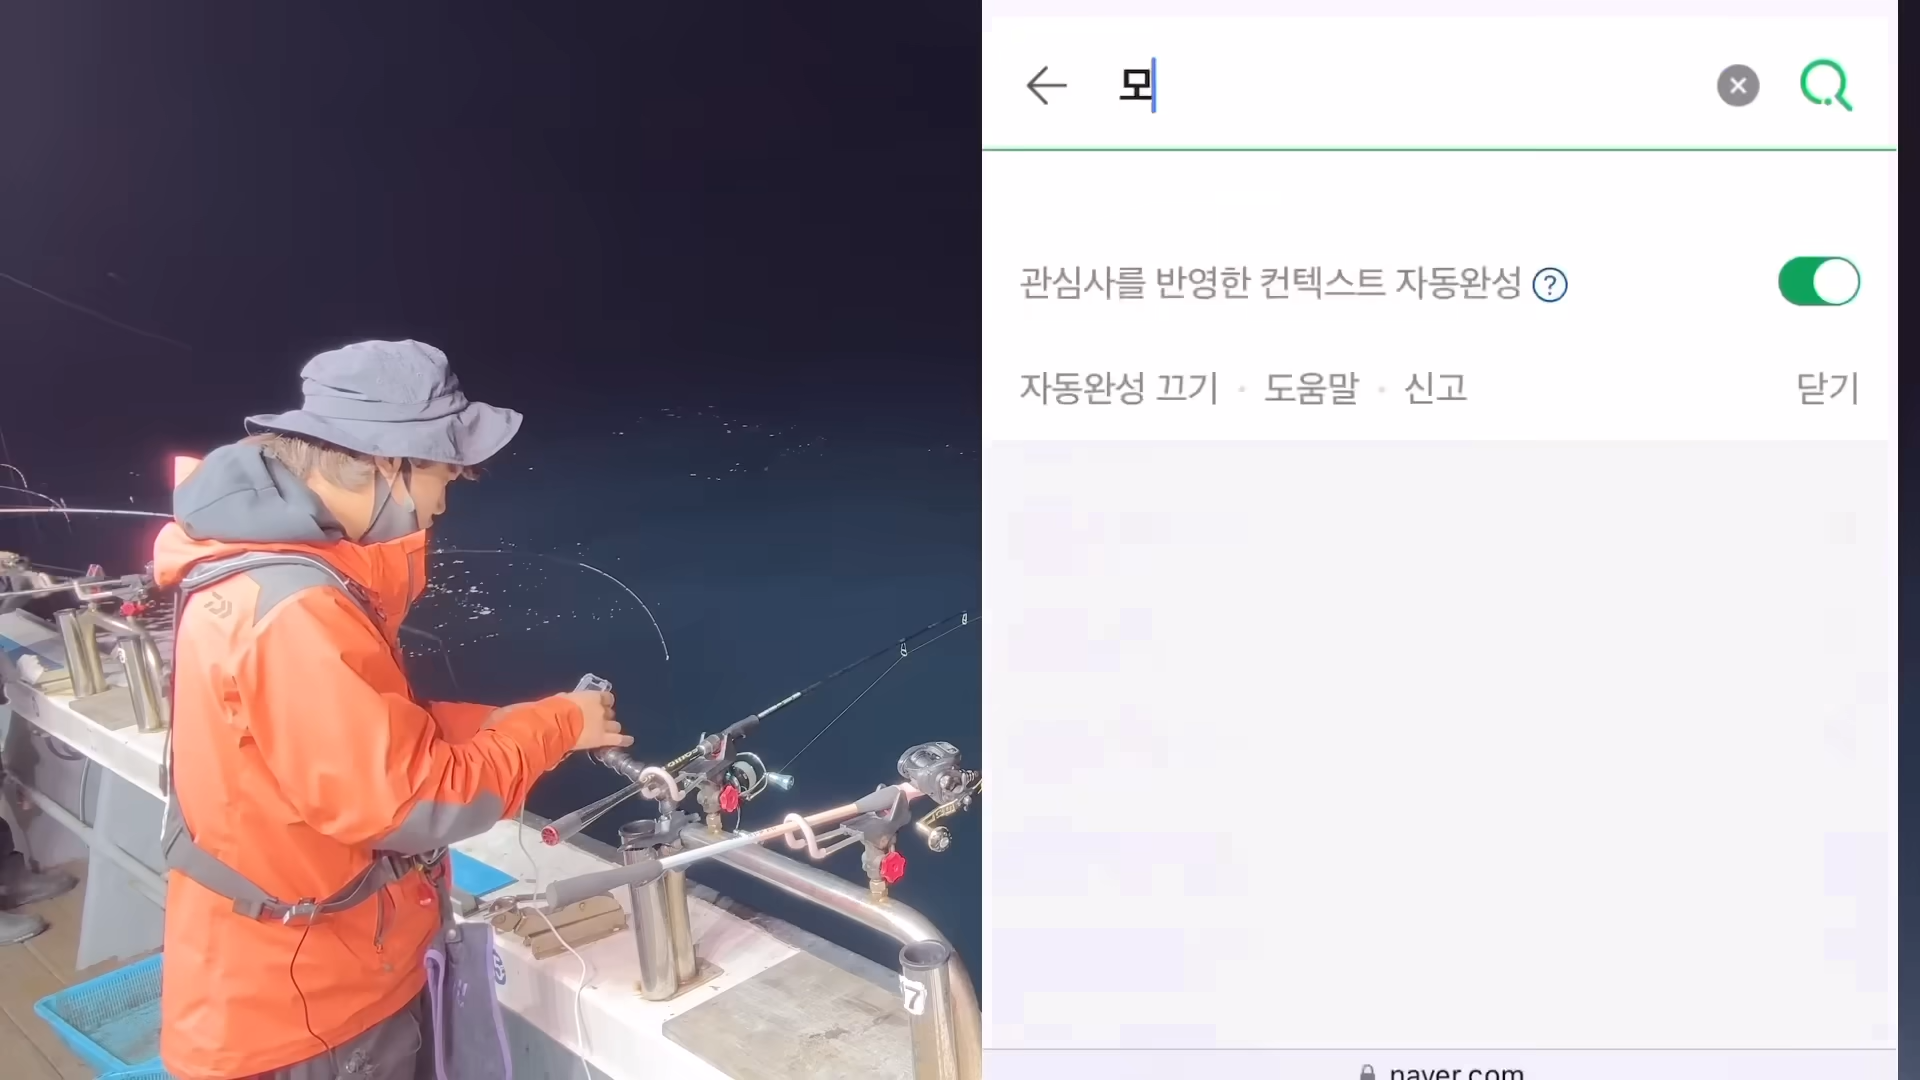 모
관심사를 반영한 컨텍스트 자동완성 ?
자동완성 끄기 · 도움말 · 신고 닫기
naver.com
7